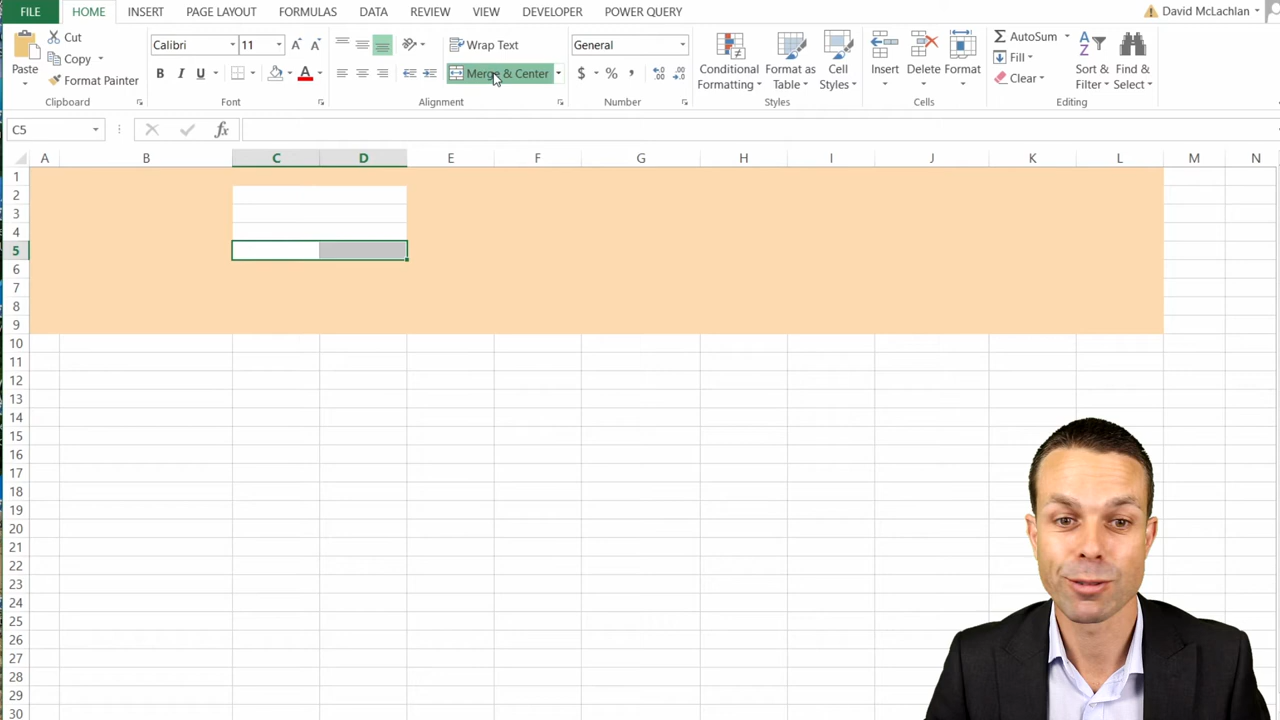 FILE HOME INSERT PAGE LAYOUT FORMULAS DATA REVIEW VIEW DEVELOPER POWER QUERY David McLachlan
Cut
Copy
Format Painter
Paste
Clipboard
Calibri 11
B I U A
Font
Wrap Text
Merge & Center
Alignment
General
$ % ,
Number
Conditional Formatting
Format as Table
Cell Styles
Styles
Insert Delete Format
Cells
AutoSum
Fill
Clear
Sort & Filter
Find & Select
Editing
C5 fx
A B C D E F G H I J K L M N
1
2
3
4
5
6
7
8
9
10
11
12
13
14
15
16
17
18
19
20
21
22
23
24
25
26
27
28
29
30